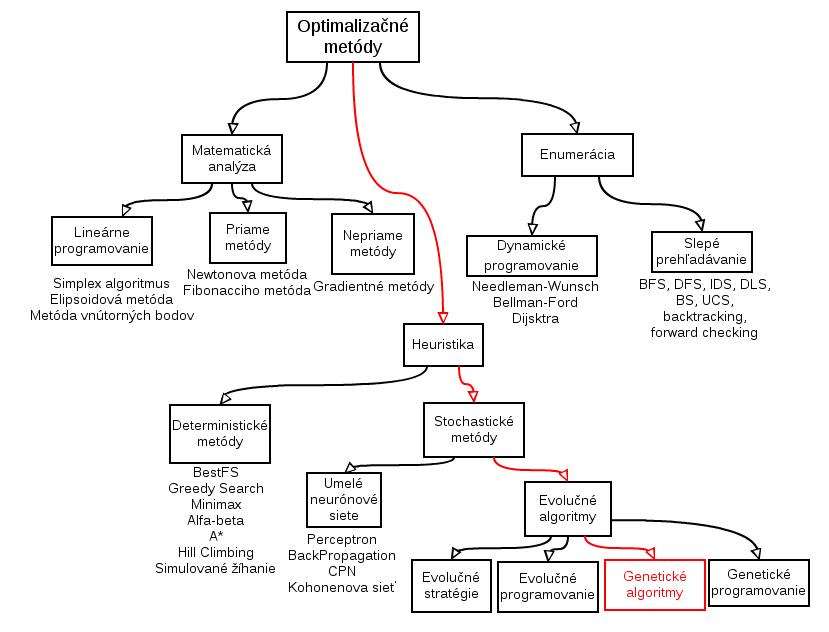 Optimalizačné
metódy
Matematická
analýza
Enumerácia
Lineárne
programovanie
Simplex algoritmus
Elipsoidová metóda
Metóda vnútorných bodov
Priame
metódy
Newtonova metóda
Fibonacciho metóda
Nepriame
metódy
Gradientné metódy
Dynamické
programovanie
Needleman-Wunsch
Bellman-Ford
Dijsktra
Slepé
prehľadávanie
BFS, DFS, IDS, DLS,
BS, UCS,
backtracking,
forward checking
Heuristika
Deterministické
metódy
BestFS
Greedy Search
Minimax
Alfa-beta
A*
Hill Climbing
Simulované žíhanie
Stochastické
metódy
Umelé
neurónové
siete
Perceptron
BackPropagation
CPN
Kohonenova sieť
Evolučné
algoritmy
Evolučné
stratégie
Evolučné
programovanie
Genetické
algoritmy
Genetické
programovanie